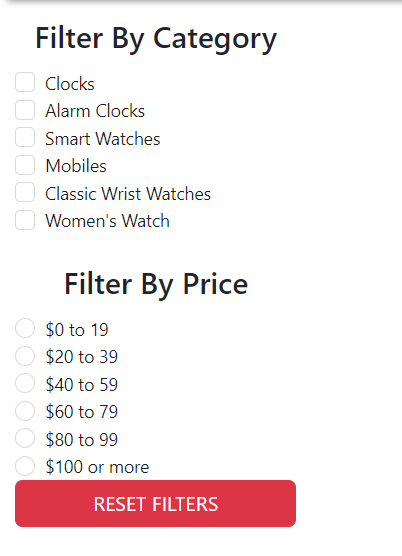 Filter By Category
Clocks
Alarm Clocks
Smart Watches
Mobiles
Classic Wrist Watches
Women's Watch
Filter By Price
$0 to 19
$20 to 39
$40 to 59
$60 to 79
$80 to 99
$100 or more
RESET FILTERS